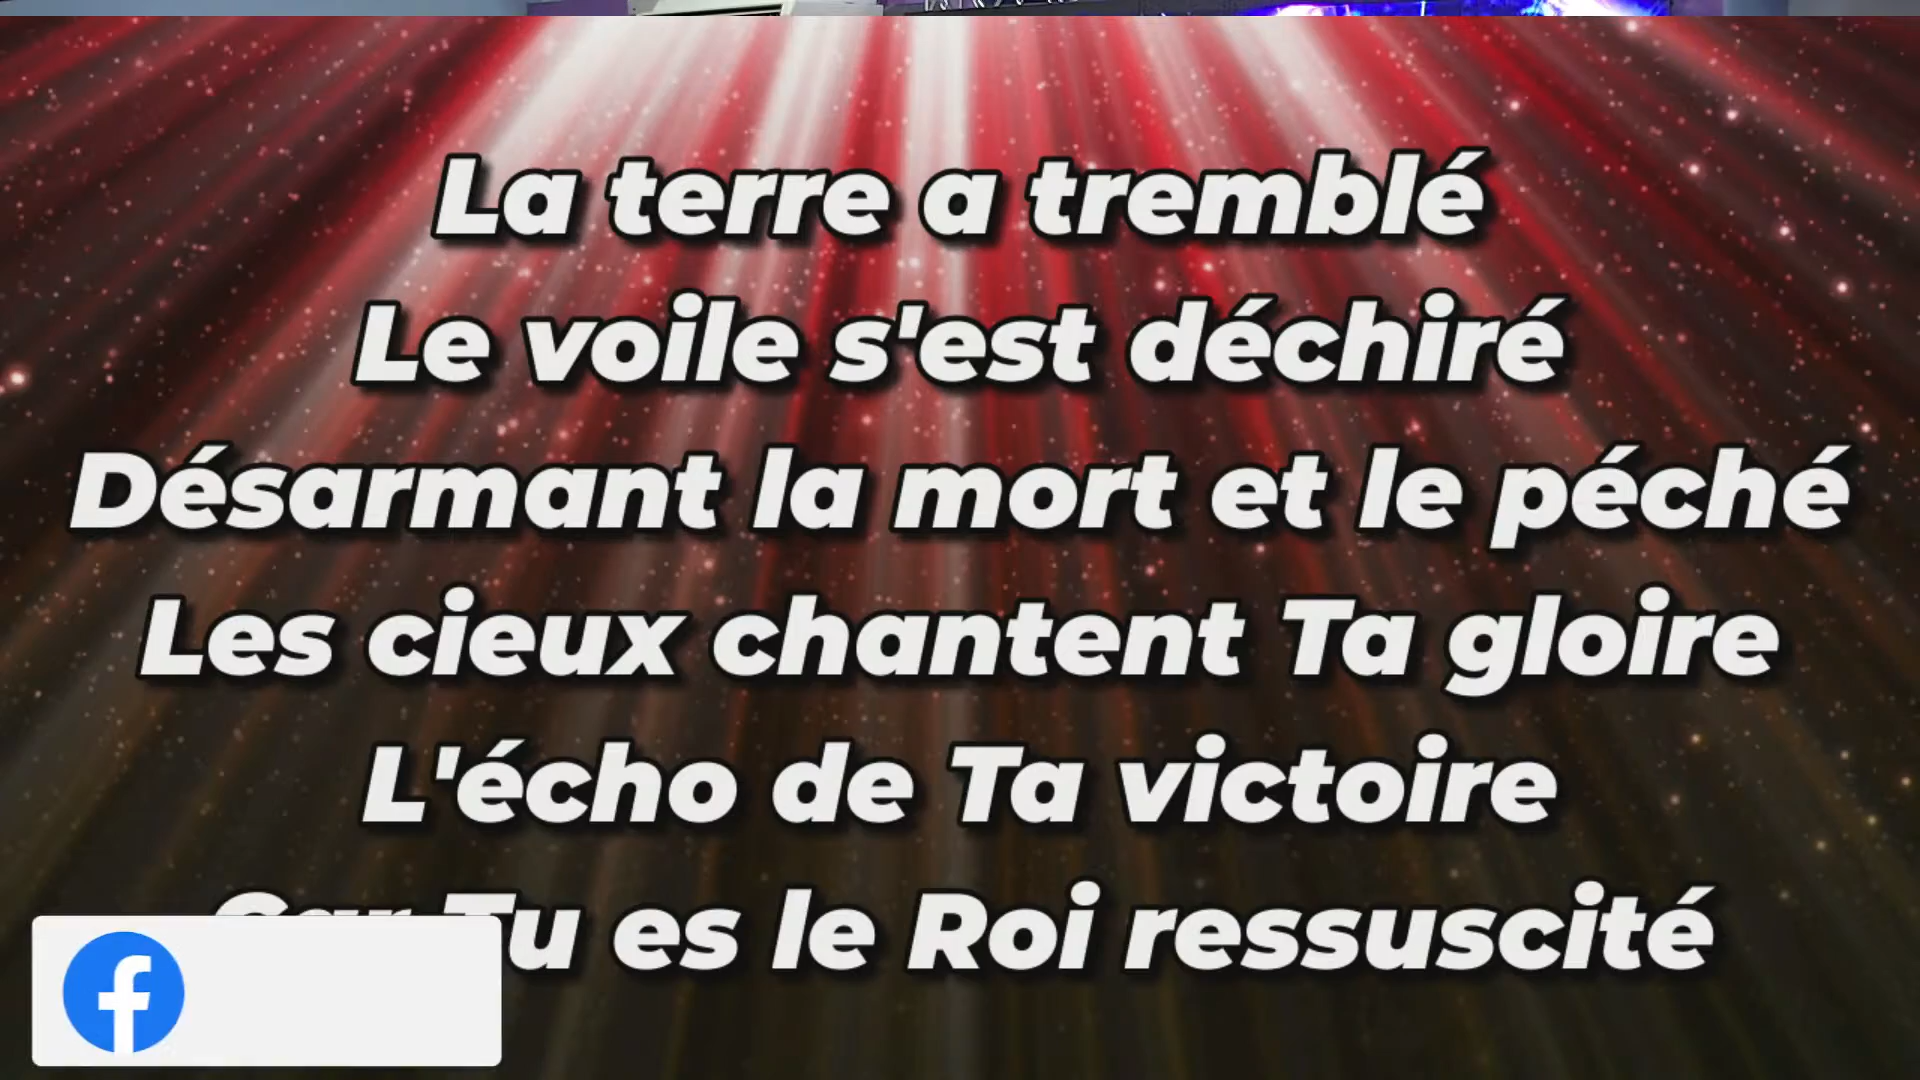 La terre a tremblé
Le voile s'est déchiré
Désarmant la mort et le péché
Les cieux chantent Ta gloire
L'écho de Ta victoire
Car Tu es le Roi ressuscité